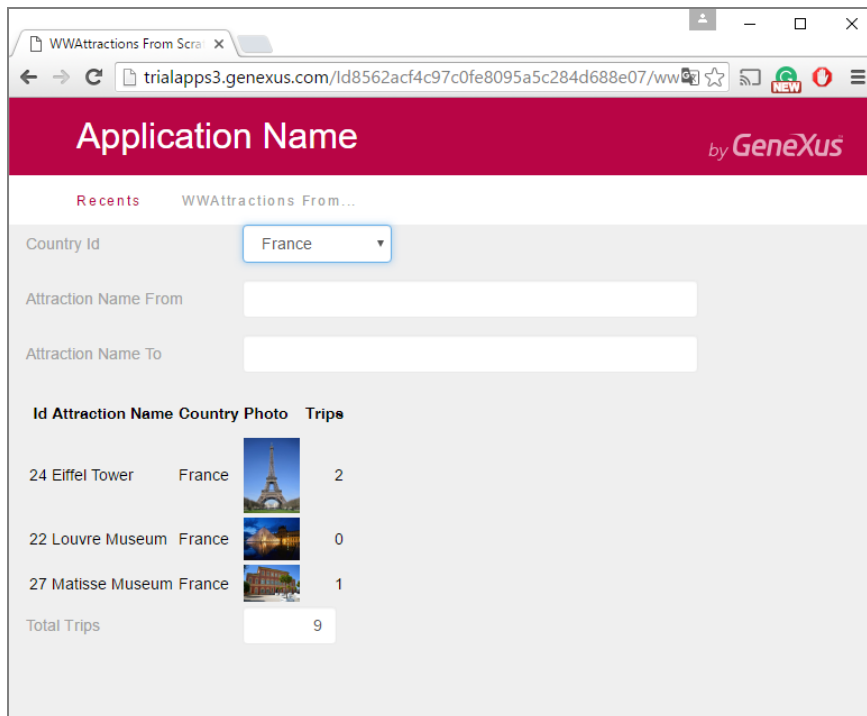 WWAttractions From Scra
trialapps3.genexus.com/Id8562acf4c97c0fe8095a5c284d688e07/ww
NEW
Application Name
by GeneXus
Recents WWAttractions From...
Country Id France
Attraction Name From
Attraction Name To
Id Attraction Name Country Photo Trips
24 Eiffel Tower France 2
22 Louvre Museum France 0
27 Matisse Museum France 1
Total Trips 9